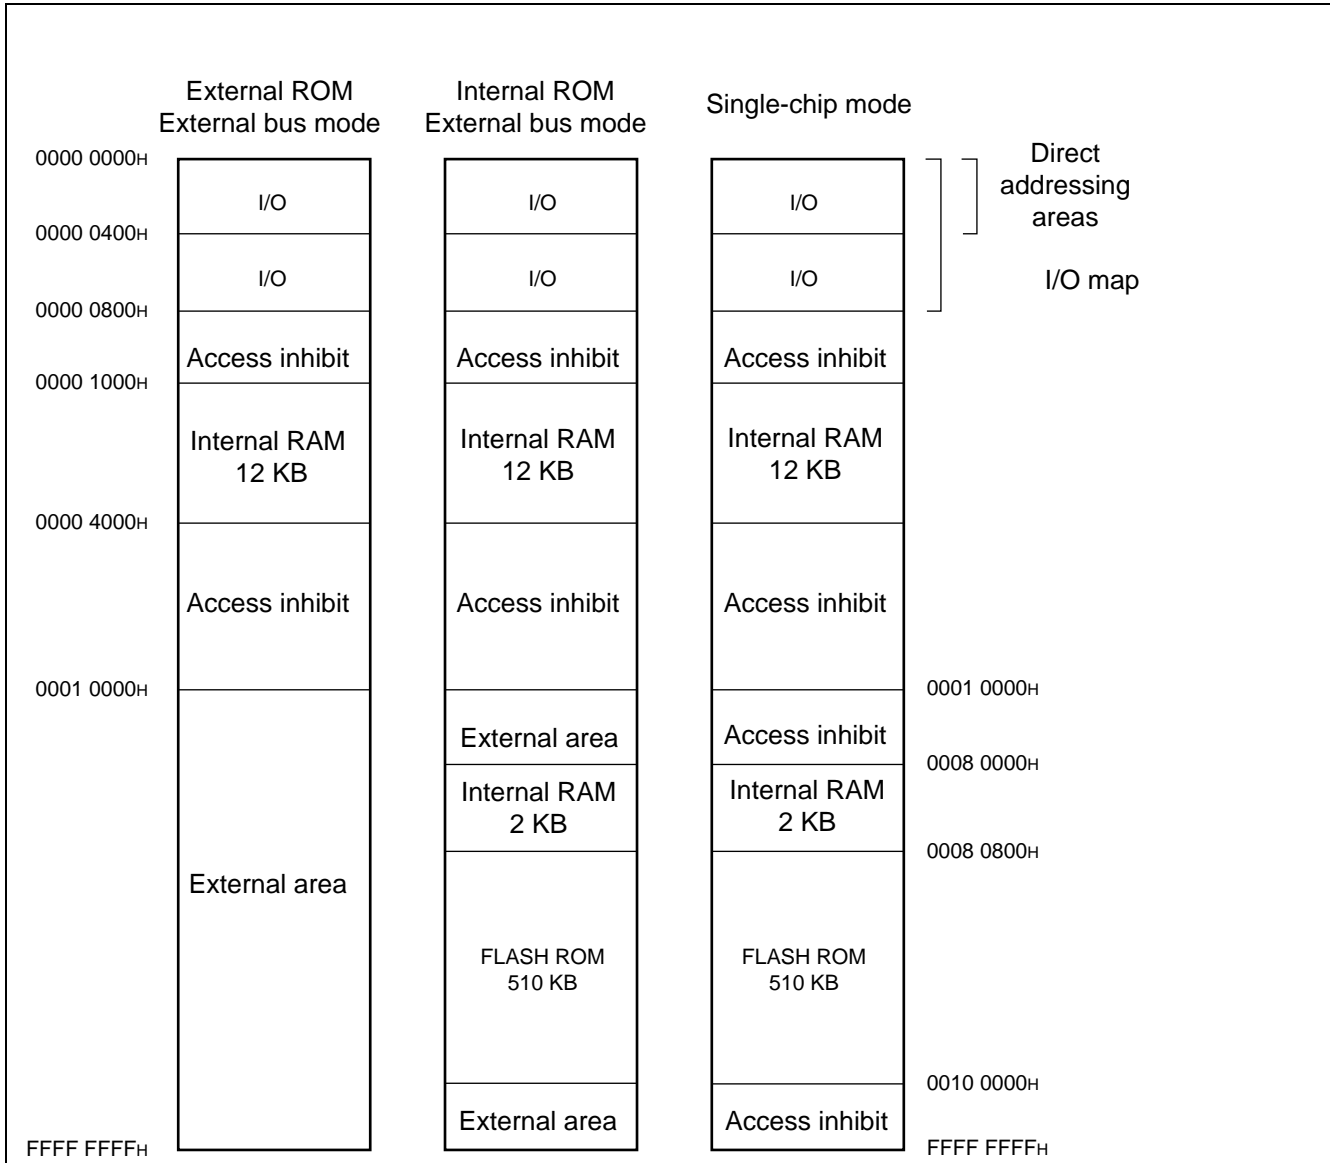 External ROM
External bus mode
Internal ROM
External bus mode
Single-chip mode
0000 0000H
Direct
addressing
areas
I/O
I/O
I/O
0000 0400H
I/O
I/O
I/O
I/O map
0000 0800H
Access inhibit
Access inhibit
Access inhibit
0000 1000H
Internal RAM
12 KB
Internal RAM
12 KB
Internal RAM
12 KB
0000 4000H
Access inhibit
Access inhibit
Access inhibit
0001 0000H
0001 0000H
External area
Access inhibit
0008 0000H
Internal RAM
2 KB
Internal RAM
2 KB
0008 0800H
External area
FLASH ROM
510 KB
FLASH ROM
510 KB
0010 0000H
External area
Access inhibit
FFFF FFFFH
FFFF FFFFH